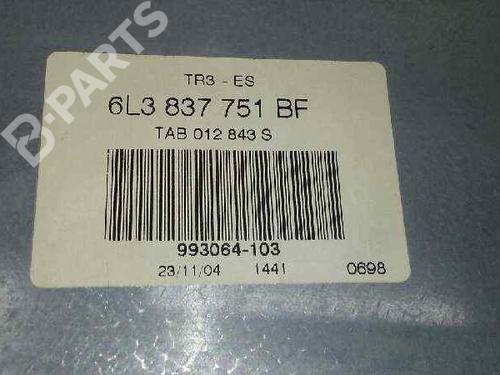 TR3 - ES
6L3 837 751 BF
TAB 012 843 S
993064-103
23/11/04 1441 0698
B-PARTS